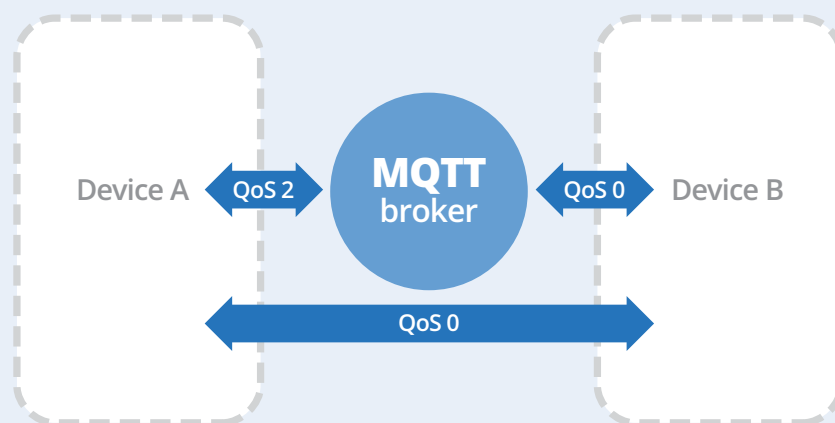 Device A
QoS 2
MQTT
broker
QoS 0
Device B
QoS 0